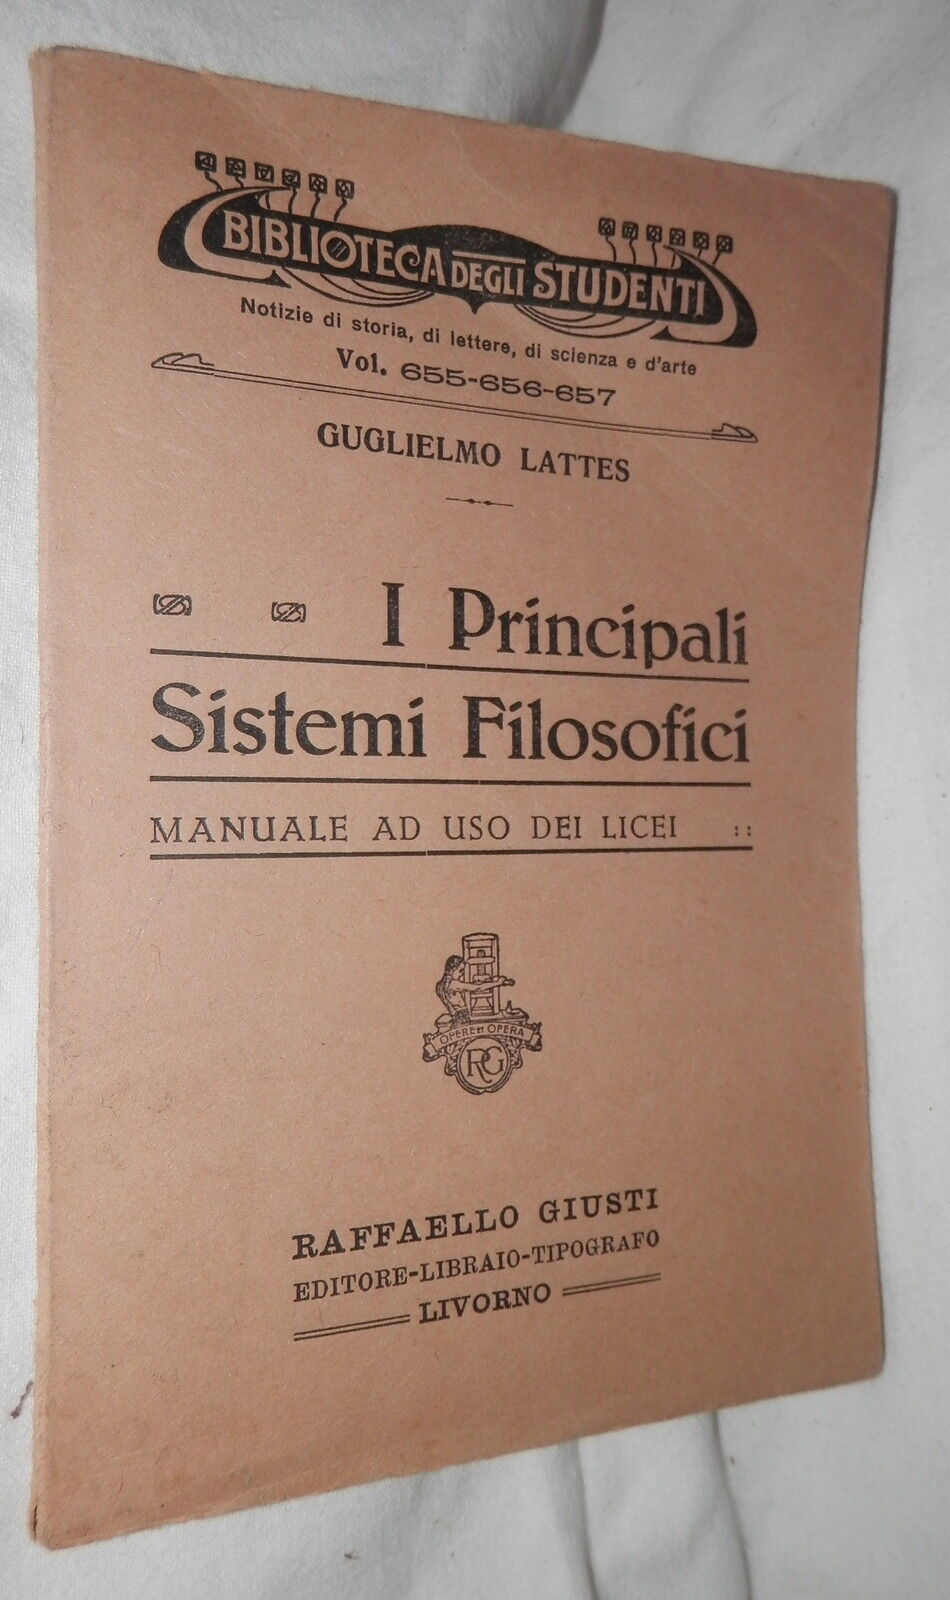 BIBLIOTECA DEGLI STUDENTI
Notizie di storia, di lettere, di scienza e d'arte
Vol. 655-656-657
GUGLIELMO LATTES
I Principali
Sistemi Filosofici
MANUALE AD USO DEI LICEI ::
OPERE ET OPERA
RG
RAFFAELLO GIUSTI
EDITORE-LIBRAIO-TIPOGRAFO
LIVORNO